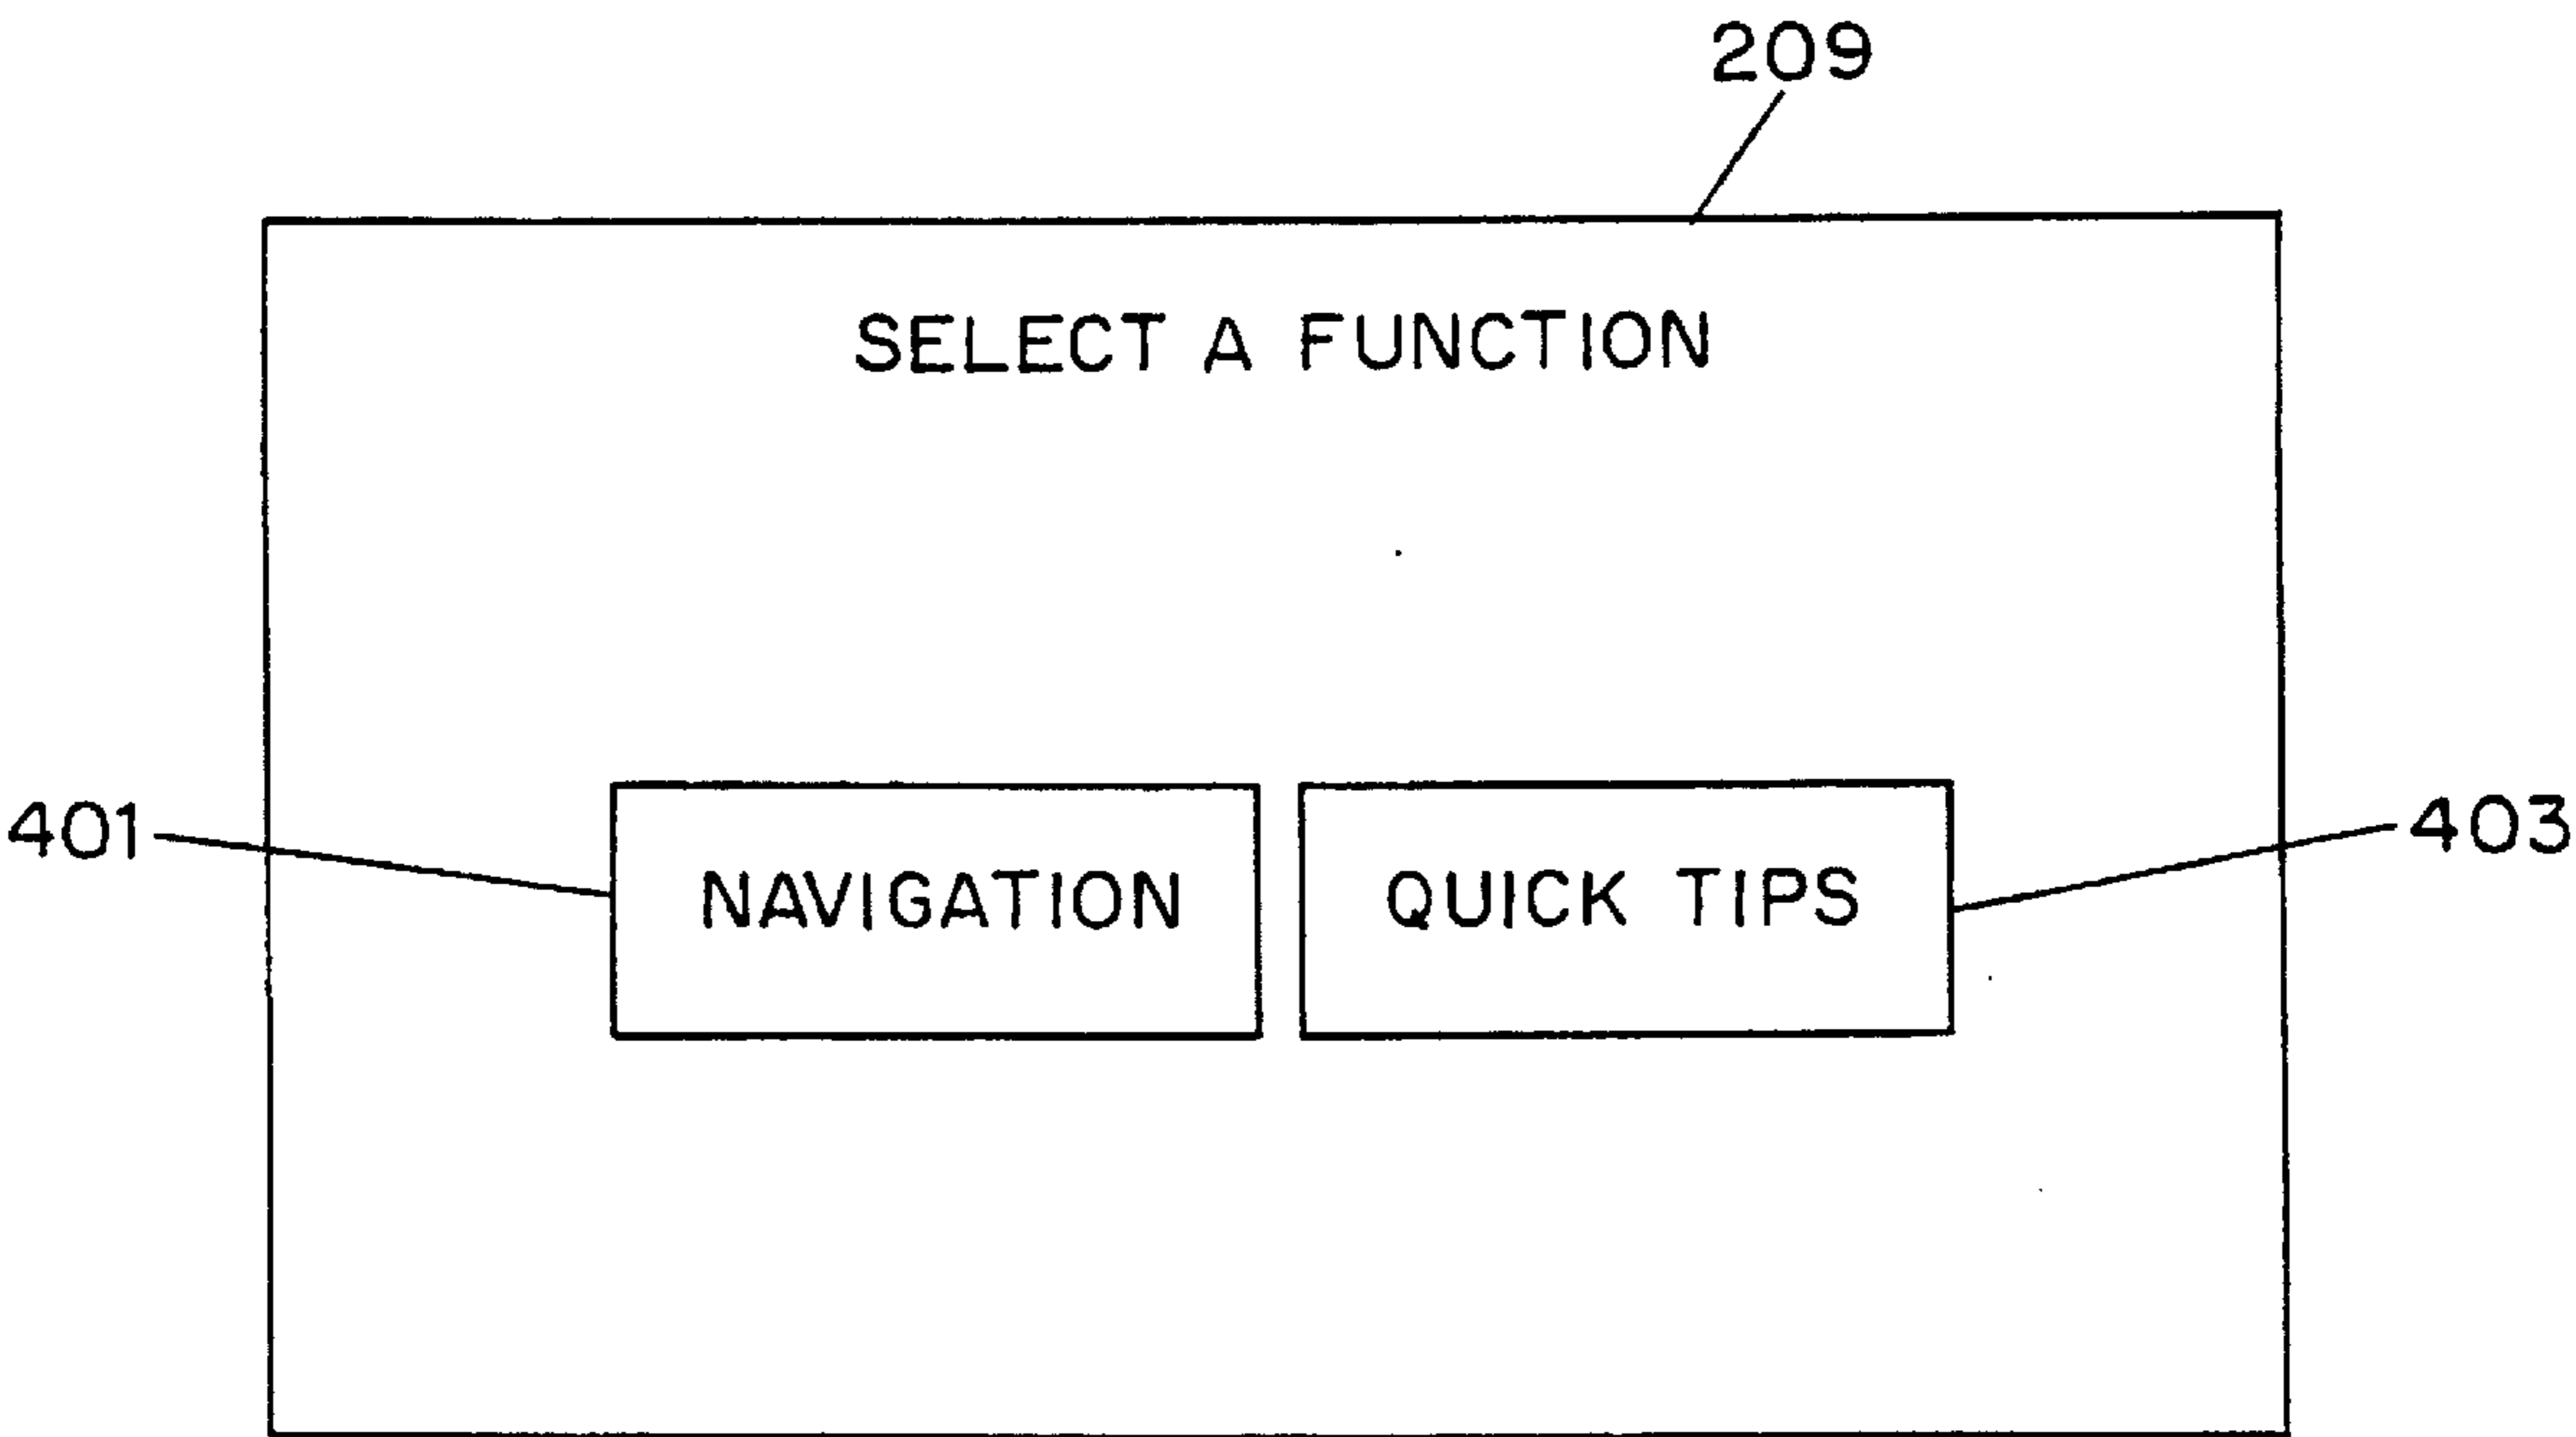 209
SELECT A FUNCTION
401
NAVIGATION
QUICK TIPS
403